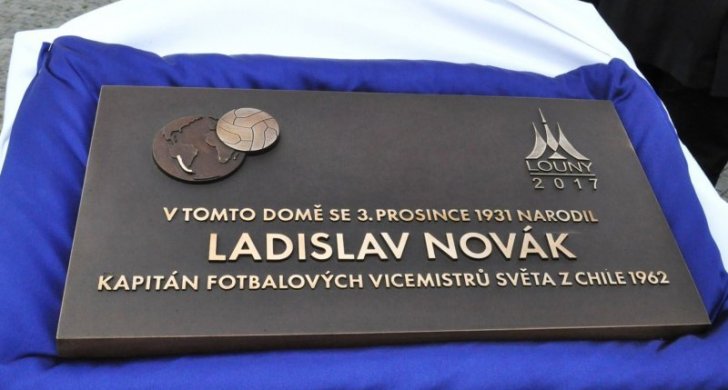 LOUNY
2017
V TOMTO DOMĚ SE 3. PROSINCE 1931 NARODIL
LADISLAV NOVÁK
KAPITÁN FOTBALOVÝCH VICEMISTRŮ SVĚTA Z CHILE 1962